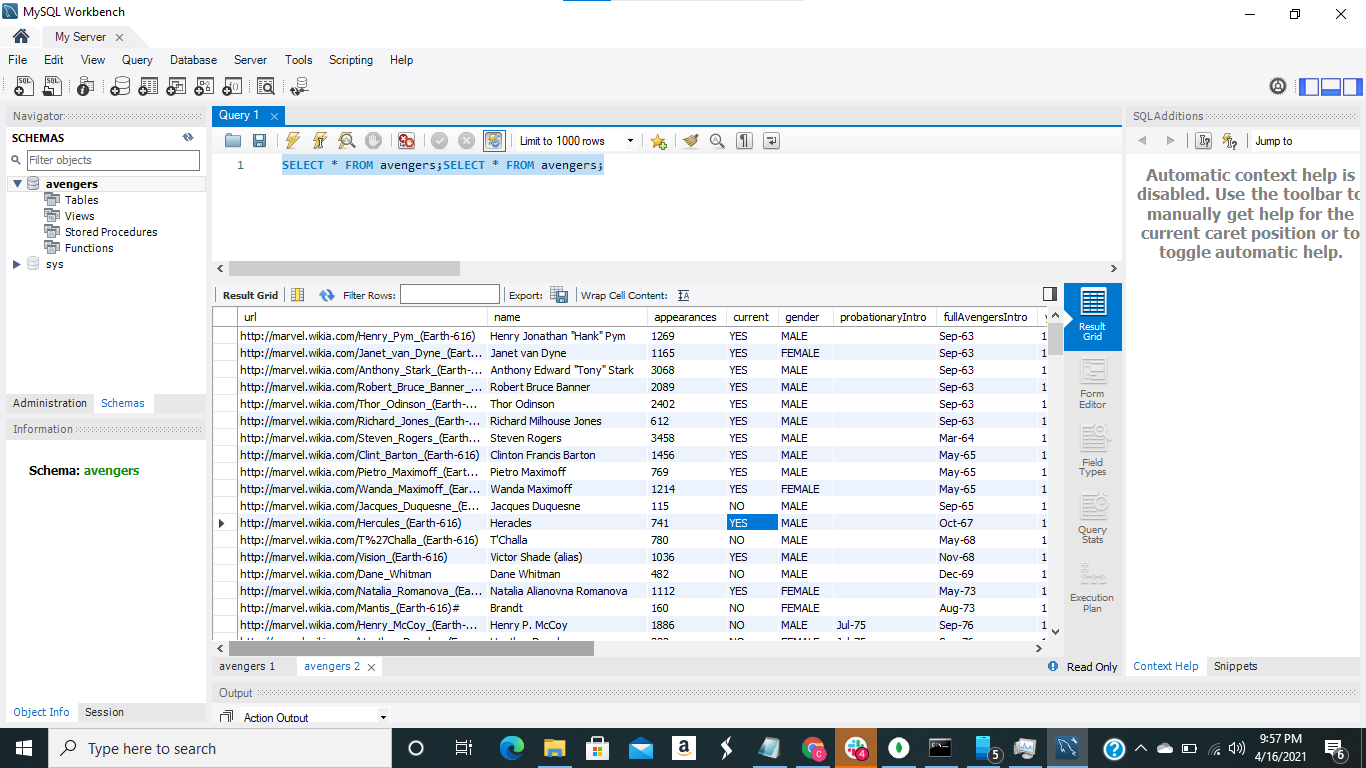 MySQL Workbench
My Server
File Edit View Query Database Server Tools Scripting Help
Navigator
SCHEMAS
Filter objects
avengers
Tables
Views
Stored Procedures
Functions
sys
Administration Schemas
Information
Schema: avengers
Object Info Session
Query 1
Limit to 1000 rows
1 SELECT * FROM avengers;SELECT * FROM avengers;
Result Grid Filter Rows: Export: Wrap Cell Content:
url name appearances current gender probationaryIntro fullAvengersIntro
http://marvel.wikia.com/Henry_Pym_(Earth-616) Henry Jonathan "Hank" Pym 1269 YES MALE Sep-63 1
http://marvel.wikia.com/Janet_van_Dyne_(Eart... Janet van Dyne 1165 YES FEMALE Sep-63 1
http://marvel.wikia.com/Anthony_Stark_(Earth-... Anthony Edward "Tony" Stark 3068 YES MALE Sep-63 1
http://marvel.wikia.com/Robert_Bruce_Banner_... Robert Bruce Banner 2089 YES MALE Sep-63 1
http://marvel.wikia.com/Thor_Odinson_(Earth-... Thor Odinson 2402 YES MALE Sep-63 1
http://marvel.wikia.com/Richard_Jones_(Earth-... Richard Milhouse Jones 612 YES MALE Sep-63 1
http://marvel.wikia.com/Steven_Rogers_(Earth... Steven Rogers 3458 YES MALE Mar-64 1
http://marvel.wikia.com/Clint_Barton_(Earth-616) Clinton Francis Barton 1456 YES MALE May-65 1
http://marvel.wikia.com/Pietro_Maximoff_(Eart... Pietro Maximoff 769 YES MALE May-65 1
http://marvel.wikia.com/Wanda_Maximoff_(Ear... Wanda Maximoff 1214 YES FEMALE May-65 1
http://marvel.wikia.com/Jacques_Duquesne_(E... Jacques Duquesne 115 NO MALE Sep-65 1
http://marvel.wikia.com/Hercules_(Earth-616) Heracles 741 YES MALE Oct-67 1
http://marvel.wikia.com/T%27Challa_(Earth-616) T'Challa 780 NO MALE May-68 1
http://marvel.wikia.com/Vision_(Earth-616) Victor Shade (alias) 1036 YES MALE Nov-68 1
http://marvel.wikia.com/Dane_Whitman Dane Whitman 482 NO MALE Dec-69 1
http://marvel.wikia.com/Natalia_Romanova_(Ea... Natalia Alianovna Romanova 1112 YES FEMALE May-73 1
http://marvel.wikia.com/Mantis_(Earth-616)# Brandt 160 NO FEMALE Aug-73 1
http://marvel.wikia.com/Henry_McCoy_(Earth-... Henry P. McCoy 1886 NO MALE Jul-75 Sep-76 1
avengers 1 avengers 2
Read Only
Output
Action Output
Result
Grid
Form
Editor
Field
Types
Query
Stats
Execution
Plan
SQLAdditions
Jump to
Automatic context help is
disabled. Use the toolbar to
manually get help for the
current caret position or to
toggle automatic help.
Context Help Snippets
Type here to search
C
4
5
9:57 PM
4/16/2021
6